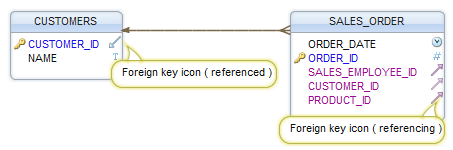 CUSTOMERS
CUSTOMER_ID
NAME T
Foreign key icon ( referenced )
SALES_ORDER
ORDER_DATE
ORDER_ID #
SALES_EMPLOYEE_ID
CUSTOMER_ID
PRODUCT_ID
Foreign key icon ( referencing )